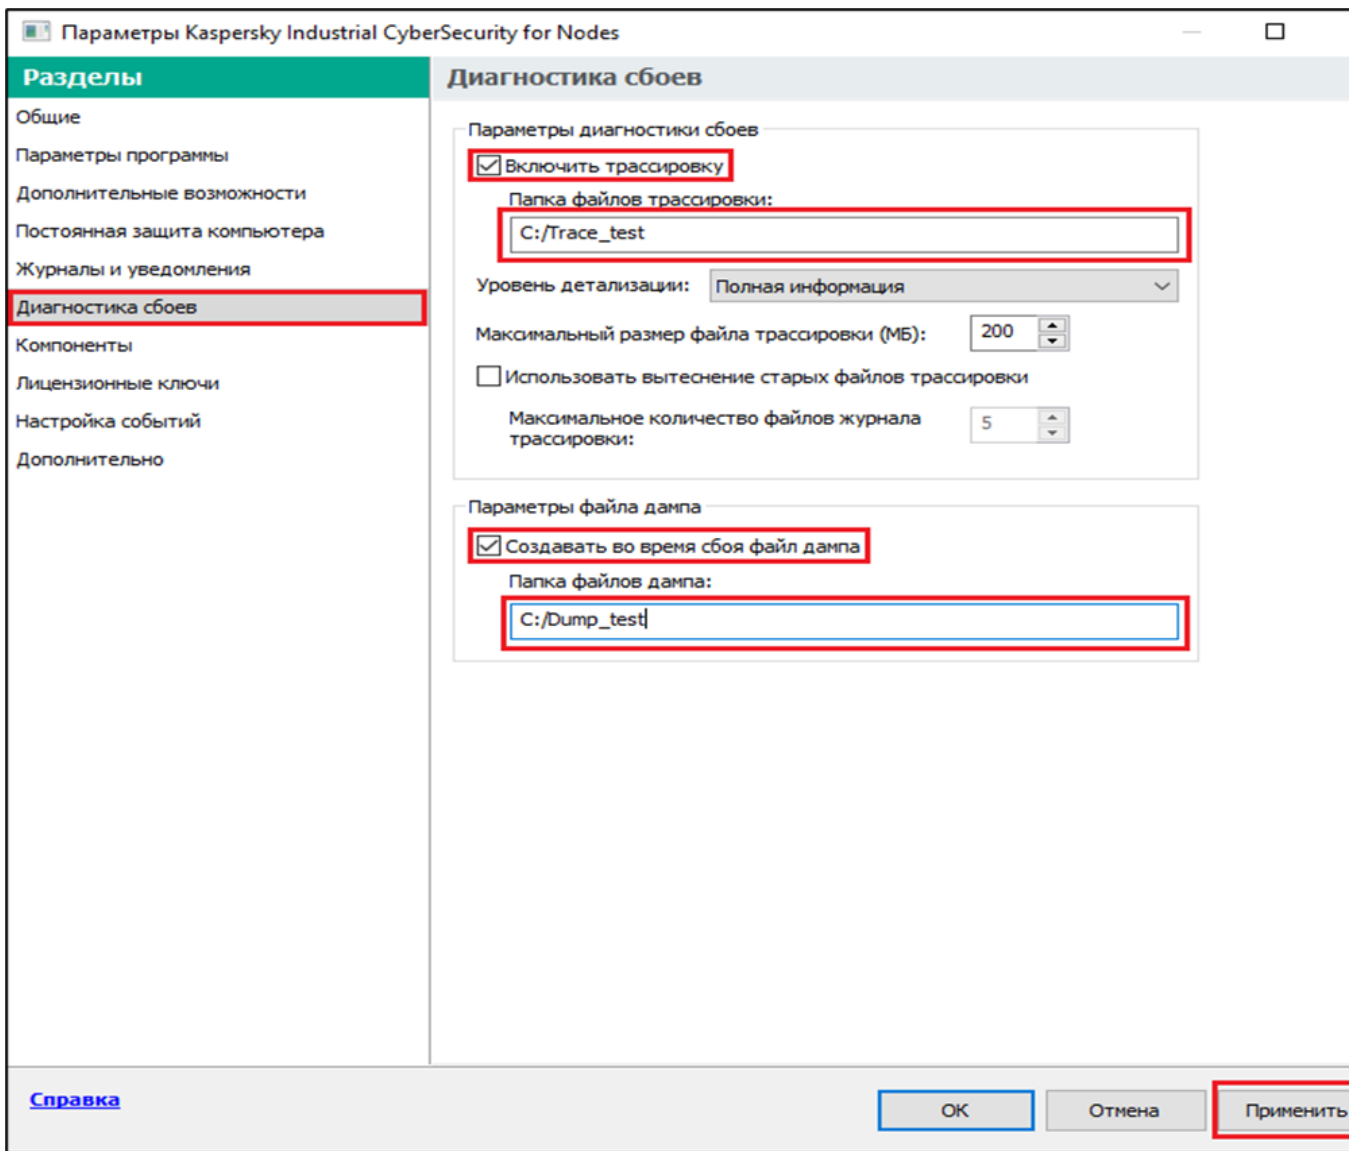 Параметры Kaspersky Industrial CyberSecurity for Nodes
Разделы
Общие
Параметры программы
Дополнительные возможности
Постоянная защита компьютера
Журналы и уведомления
Диагностика сбоев
Компоненты
Лицензионные ключи
Настройка событий
Дополнительно
Диагностика сбоев
Параметры диагностики сбоев
Включить трассировку
Папка файлов трассировки:
C:/Trace_test
Уровень детализации: Полная информация
Максимальный размер файла трассировки (МБ): 200
Использовать вытеснение старых файлов трассировки
Максимальное количество файлов журнала 5
трассировки:
Параметры файла дампа
Создавать во время сбоя файл дампа
Папка файлов дампа:
C:/Dump_test
Справка
ОК Отмена Применить